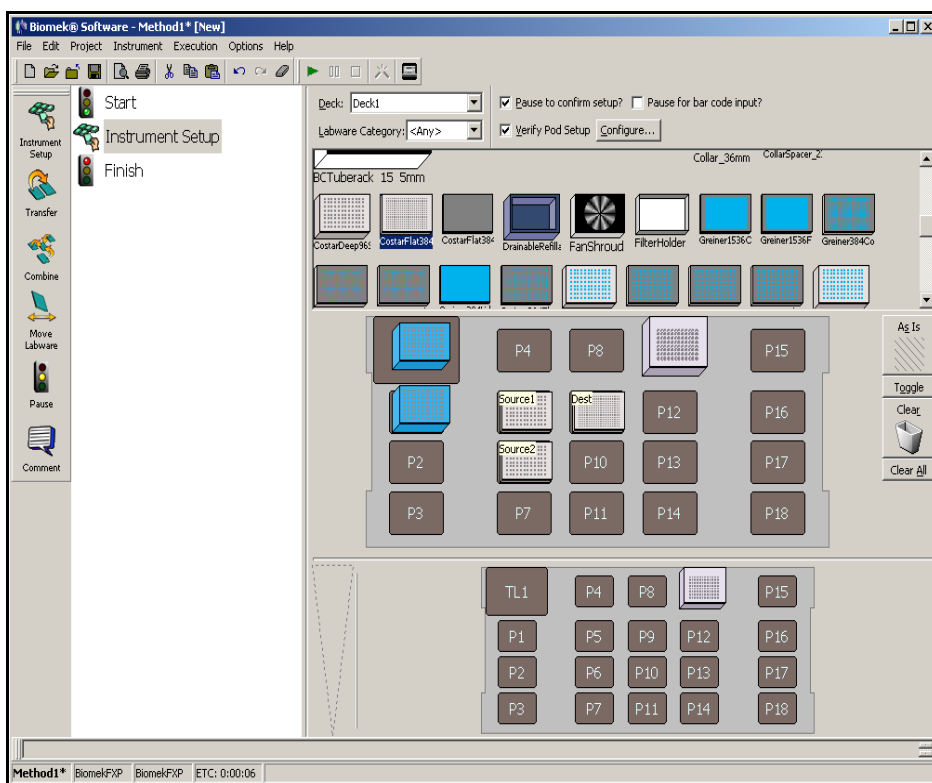 Biomek® Software - Method1* [New]
File Edit Project Instrument Execution Options Help
Instrument Setup
Transfer
Combine
Move Labware
Pause
Comment
Start
Instrument Setup
Finish
Deck: Deck1
Pause to confirm setup? Pause for bar code input?
Labware Category: <Any>
Verify Pod Setup Configure...
Collar_36mm CollarSpacer_2
BCTuberack 15 5mm
CostarDeep96 CostarFlat384 CostarFlat384 DrainableRefilla FanShroud FilterHolder Greiner1536C Greiner1536F Greiner384Co
P4 P8 P15
Source1 Dest P12 P16
P2 Source2 P10 P13 P17
P3 P7 P11 P14 P18
As Is
Toggle
Clear
Clear All
TL1 P4 P8 P15
P1 P5 P9 P12 P16
P2 P6 P10 P13 P17
P3 P7 P11 P14 P18
Method1* BiomekFXP BiomekFXP ETC: 0:00:06